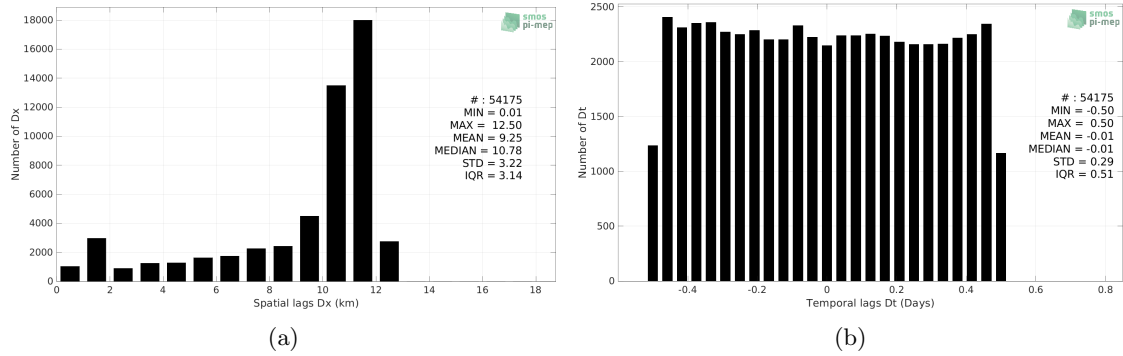 18000
16000
14000
12000
10000
8000
6000
4000
2000
0
Number of Dx
smos
pi-mep
# : 54175
MIN = 0.01
MAX = 12.50
MEAN = 9.25
MEDIAN = 10.78
STD = 3.22
IQR = 3.14
0 2 4 6 8 10 12 14 16 18
Spatial lags Dx (km)
(a)
2500
2000
1500
1000
500
0
Number of Dt
smos
pi-mep
# : 54175
MIN = -0.50
MAX = 0.50
MEAN = -0.01
MEDIAN = -0.01
STD = 0.29
IQR = 0.51
-0.4 -0.2 0 0.2 0.4 0.6 0.8
Temporal lags Dt (Days)
(b)